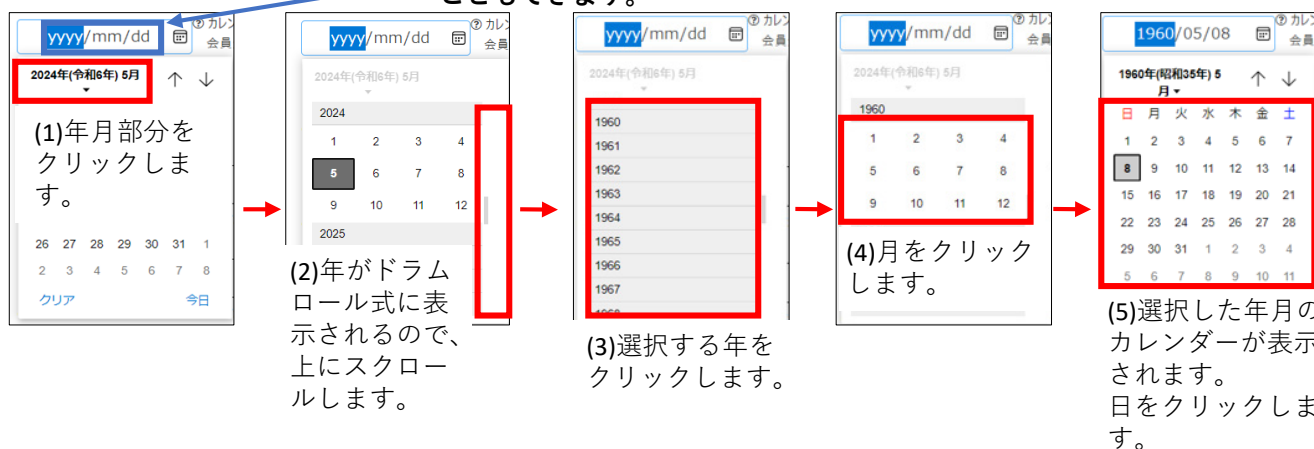 こともできます。
yyyy/mm/dd
カレン
会員
2024年(令和6年) 5月
(1)年月部分を
クリックしま
す。
26 27 28 29 30 31 1
2 3 4 5 6 7 8
クリア 今日
yyyy/mm/dd
カレン
会員
2024年(令和6年) 5月
2024
1 2 3 4
5 6 7 8
9 10 11 12
2025
(2)年がドラム
ロール式に表
示されるので、
上にスクロー
ルします。
yyyy/mm/dd
カレン
会員
2024年(令和6年) 5月
1960
1961
1962
1963
1964
1965
1966
1967
(3)選択する年を
クリックします。
yyyy/mm/dd
カレン
会員
2024年(令和6年) 5月
1960
1 2 3 4
5 6 7 8
9 10 11 12
(4)月をクリック
します。
1960/05/08
カレン
会員
1960年(昭和35年) 5
月
日 月 火 水 木 金 土
1 2 3 4 5 6 7
8 9 10 11 12 13 14
15 16 17 18 19 20 21
22 23 24 25 26 27 28
29 30 31 1 2 3 4
5 6 7 8 9 10 11
(5)選択した年月の
カレンダーが表示
されます。
日をクリックしま
す。